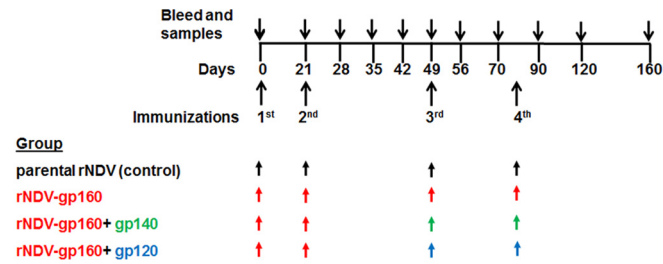 Bleed and
samples
Days 0 21 28 35 42 49 56 70 90 120 160
Immunizations 1st 2nd 3rd 4th
Group
parental rNDV (control)
rNDV-gp160
rNDV-gp160+ gp140
rNDV-gp160+ gp120